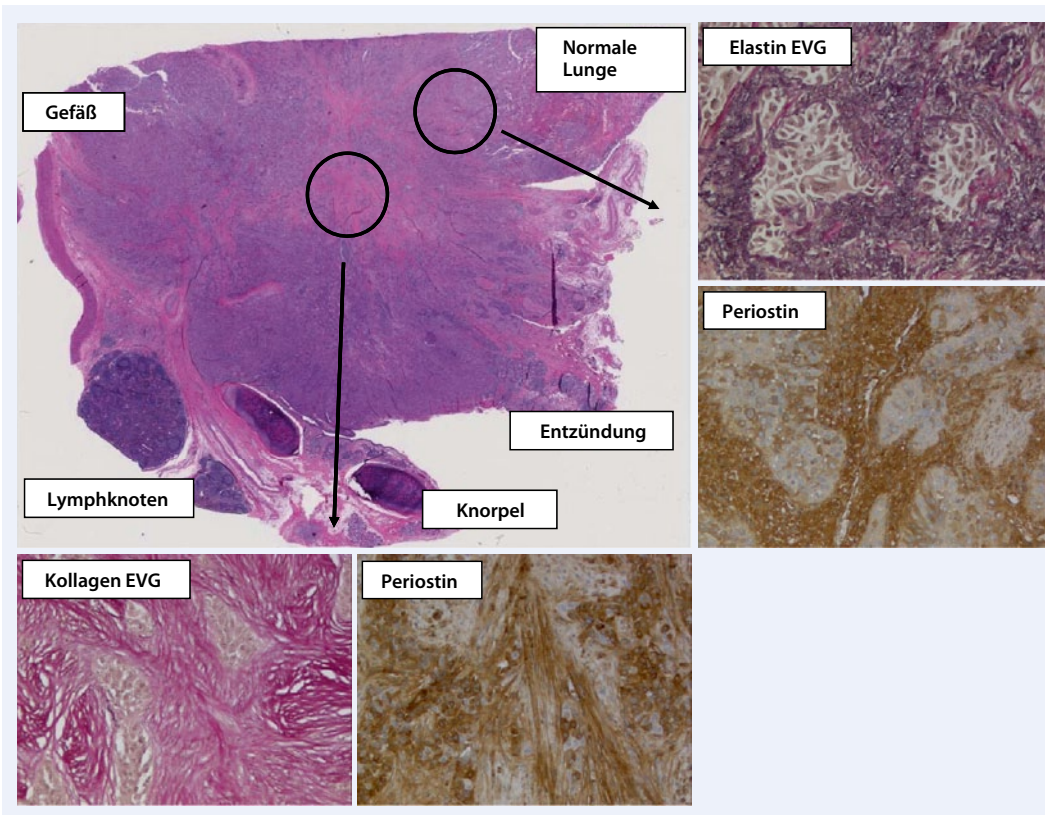 Normale
Lunge
Elastin EVG
Gefäß
Periostin
Entzündung
Lymphknoten
Knorpel
Kollagen EVG
Periostin